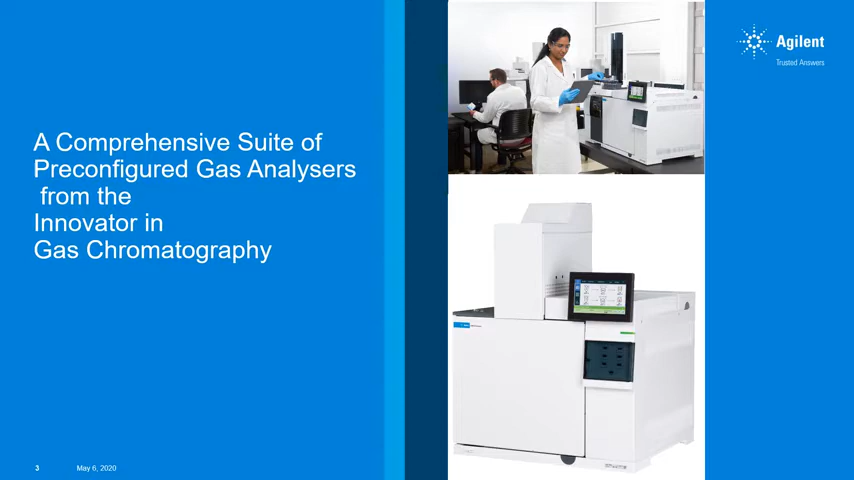 A Comprehensive Suite of
Preconfigured Gas Analysers
from the
Innovator in
Gas Chromatography
Agilent
Trusted Answers
3
May 6, 2020